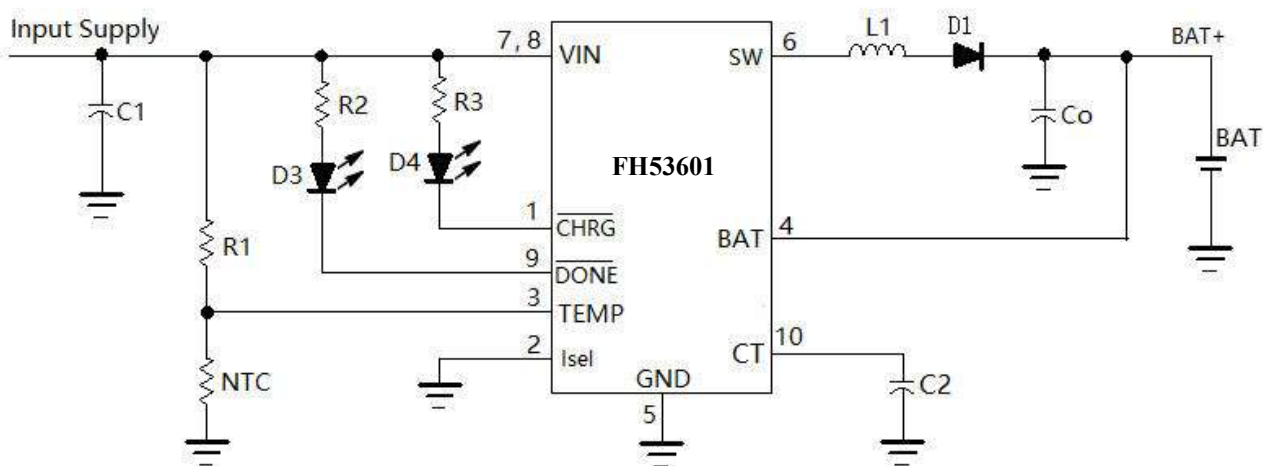 Input Supply
7, 8
VIN
SW
6
L1
D1
BAT+
C1
R2
R3
Co
BAT
D3
D4
FH53601
1
CHRG
BAT
4
R1
9
DONE
3
TEMP
2
Isel
CT
10
NTC
GND
5
C2